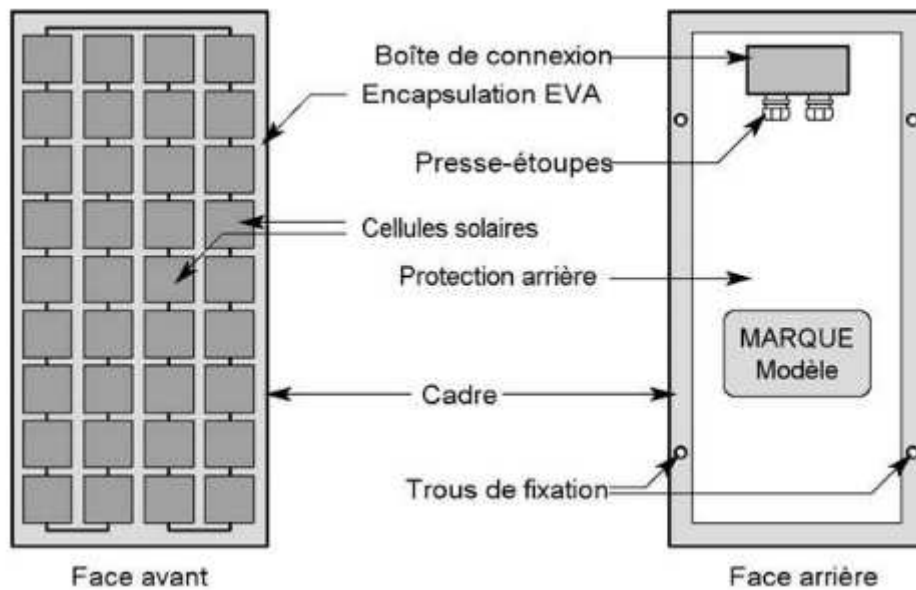 Boîte de connexion
Encapsulation EVA
Presse-étoupes
Cellules solaires
Protection arrière
MARQUE
Modèle
Cadre
Trous de fixation
Face avant
Face arrière